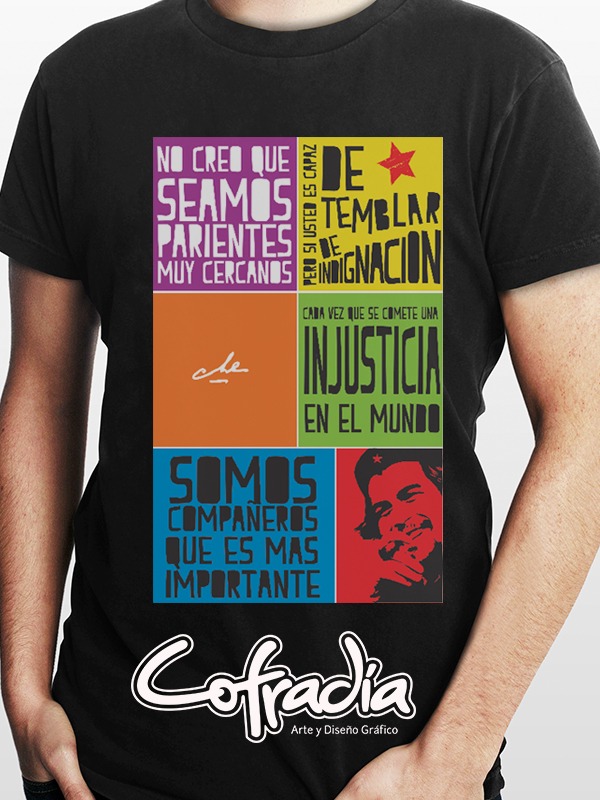 NO CREO QUE
SEAMOS
PARIENTES
MUY CERCANOS
PERO SI USTED ES CAPAZ
DE
TEMBLAR
DE
INDIGNACION
CADA VEZ QUE SE COMETE UNA
INJUSTICIA
EN EL MUNDO
che
SOMOS
COMPAÑEROS
QUE ES MAS
IMPORTANTE
Cofradía
Arte y Diseño Gráfico